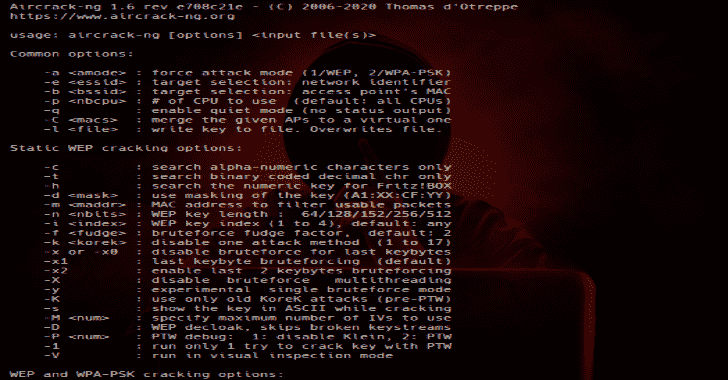 Aircrack-ng 1.6 rev e708c21e - (C) 2006-2020 Thomas d'Otreppe
https://www.aircrack-ng.org
usage: aircrack-ng [options] <input file(s)>
Common options:
-a <amode> : force attack mode (1/WEP, 2/WPA-PSK)
-e <essid> : target selection: network identifier
-b <bssid> : target selection: access point's MAC
-p <nbcpu> : # of CPU to use (default: all CPUs)
-q : enable quiet mode (no status output)
-C <macs> : merge the given APs to a virtual one
-l <file> : write key to file. Overwrites file.
Static WEP cracking options:
-c : search alpha-numeric characters only
-t : search binary coded decimal chr only
-h : search the numeric key for Fritz!BOX
-d <mask> : use masking of the key (A1:XX:CF:YY)
-m <maddr> : MAC address to filter usable packets
-n <nbits> : WEP key length : 64/128/152/256/512
-i <index> : WEP key index (1 to 4), default: any
-f <fudge> : bruteforce fudge factor, default: 2
-k <korek> : disable one attack method (1 to 17)
-x or -x0 : disable bruteforce for last keybytes
-x1 : last keybyte bruteforcing (default)
-x2 : enable last 2 keybytes bruteforcing
-X : disable bruteforce multithreading
-y : experimental single bruteforce mode
-K : use only old KoreK attacks (pre-PTW)
-s : show the key in ASCII while cracking
-M <num> : specify maximum number of IVs to use
-D : WEP decloak, skips broken keystreams
-P <num> : PTW debug: 1: disable Klein, 2: PTW
-1 : run only 1 try to crack key with PTW
-V : run in visual inspection mode
WEP and WPA-PSK cracking options: